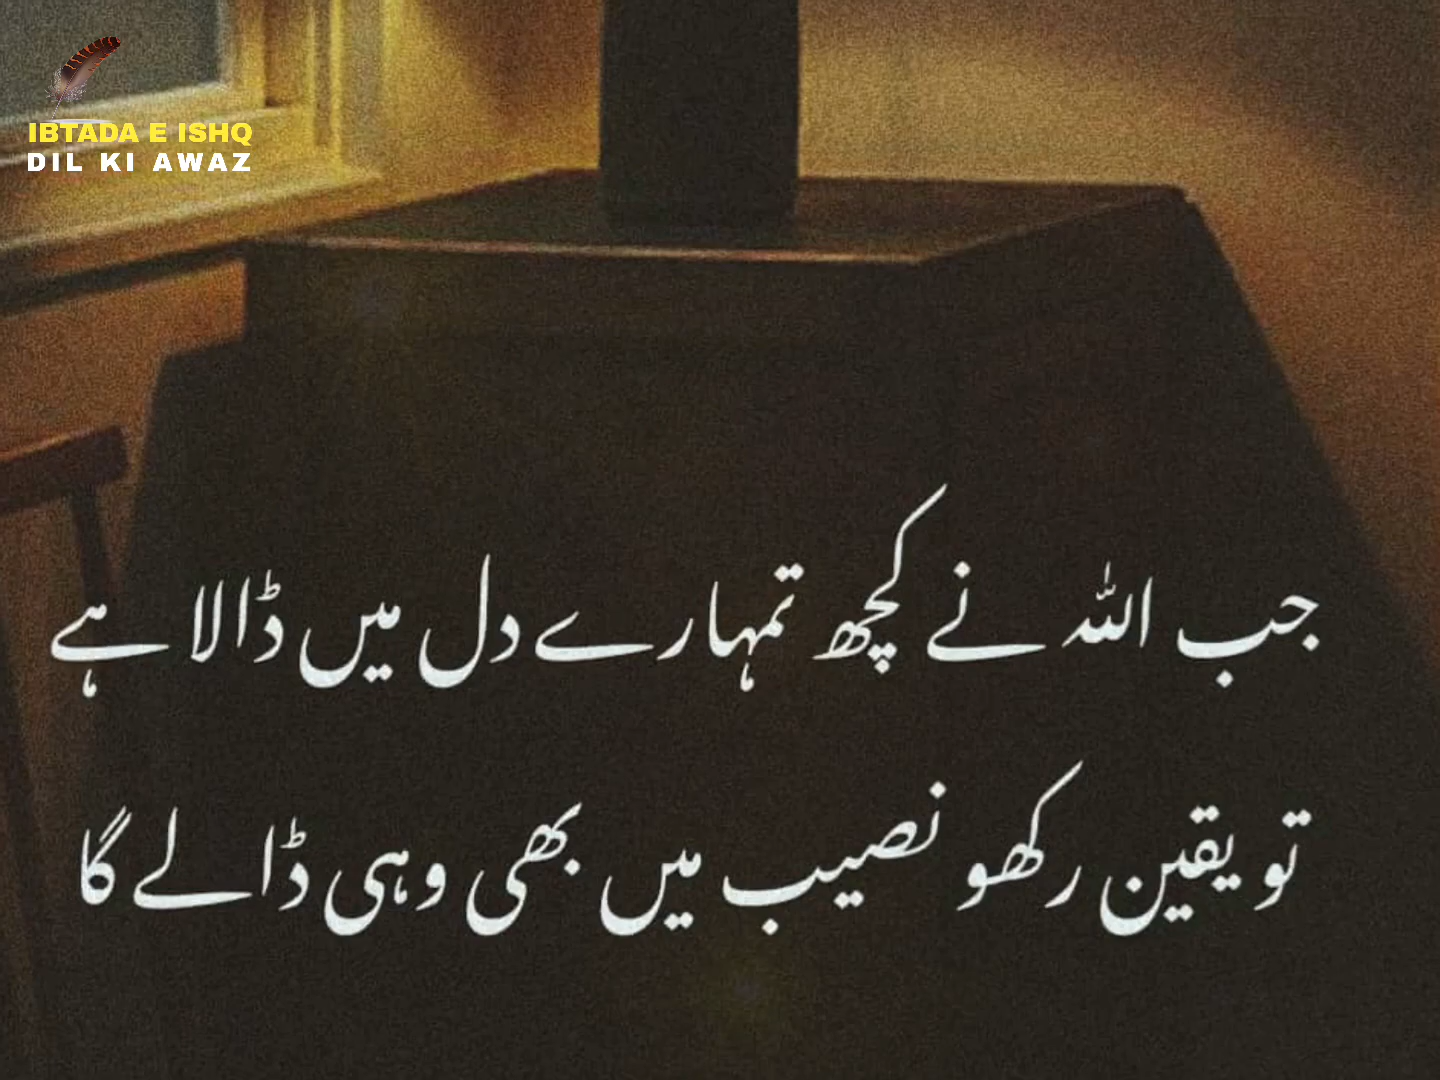 IBTADA E ISHQ
DIL KI AWAZ
جب اللہ نے کچھ تمہارے دل میں ڈالا ہے
تو یقین رکھو نصیب میں بھی وہی ڈالے گا